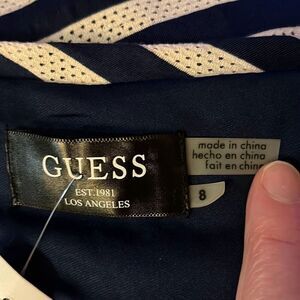 GUESS
EST.1981
LOS ANGELES
made in china
hecho en china
fait en chine
8